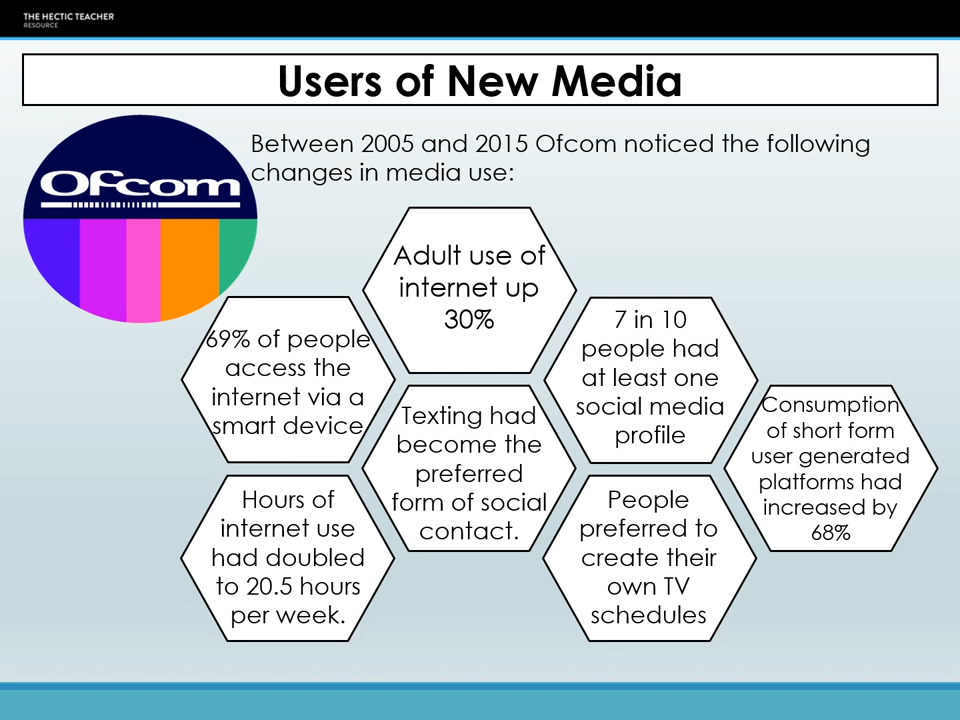 THE HECTIC TEACHER
RESOURCE
Users of New Media
Ofcom
Between 2005 and 2015 Ofcom noticed the following
changes in media use:
Adult use of
internet up
30%
69% of people
access the
internet via a
smart device
7 in 10
people had
at least one
social media
profile
Texting had
become the
preferred
form of social
contact.
Consumption
of short form
user generated
platforms had
increased by
68%
Hours of
internet use
had doubled
to 20.5 hours
per week.
People
preferred to
create their
own TV
schedules